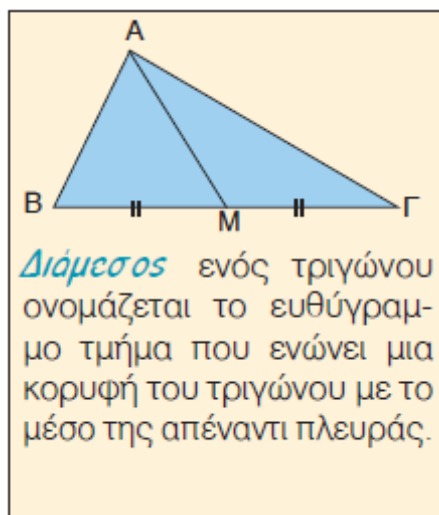 Α
Β
Μ
Γ
Διάμεσος ενός τριγώνου
ονομάζεται το ευθύγραμ-
μο τμήμα που ενώνει μια
κορυφή του τριγώνου με το
μέσο της απέναντι πλευράς.